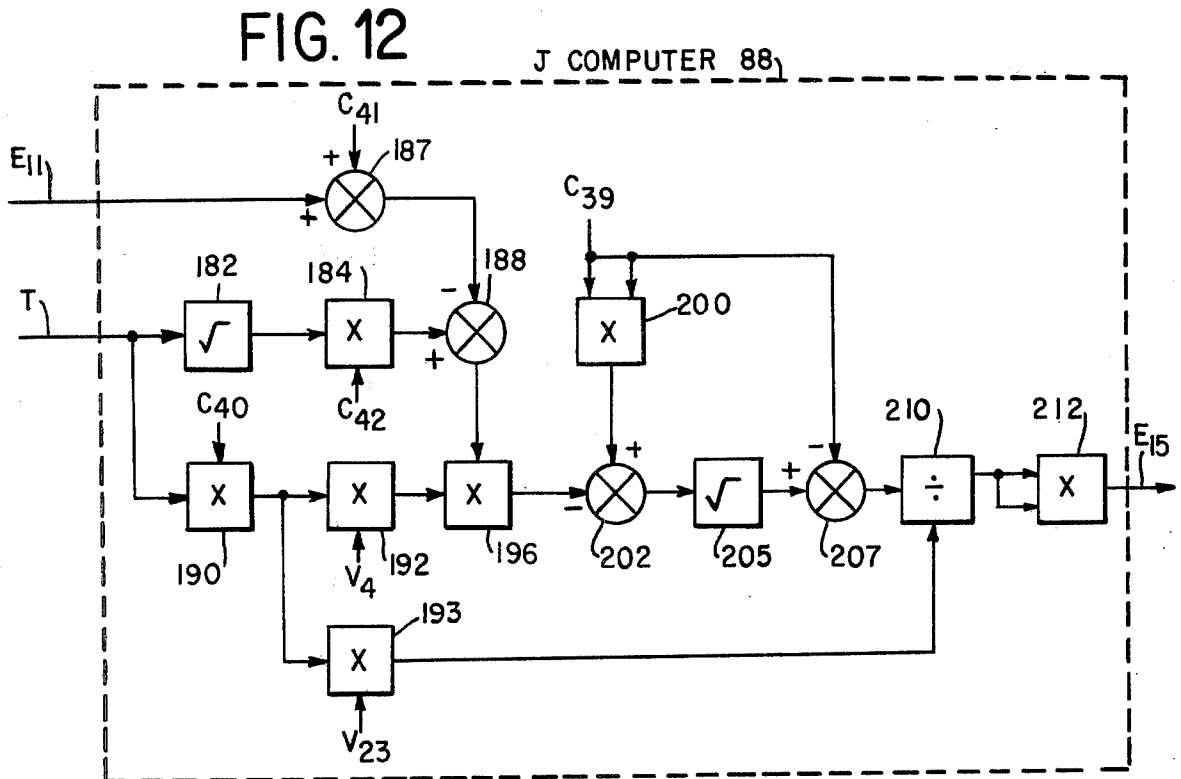 FIG. 12
J COMPUTER 88
C41
E11
+
187
+
C39
182
184
-
188
T
√
X
+
X
200
C40
C42
210
212
+
-
E15
X
X
X
-
√
+
÷
X
190
192
196
202
205
207
V4
193
X
V23